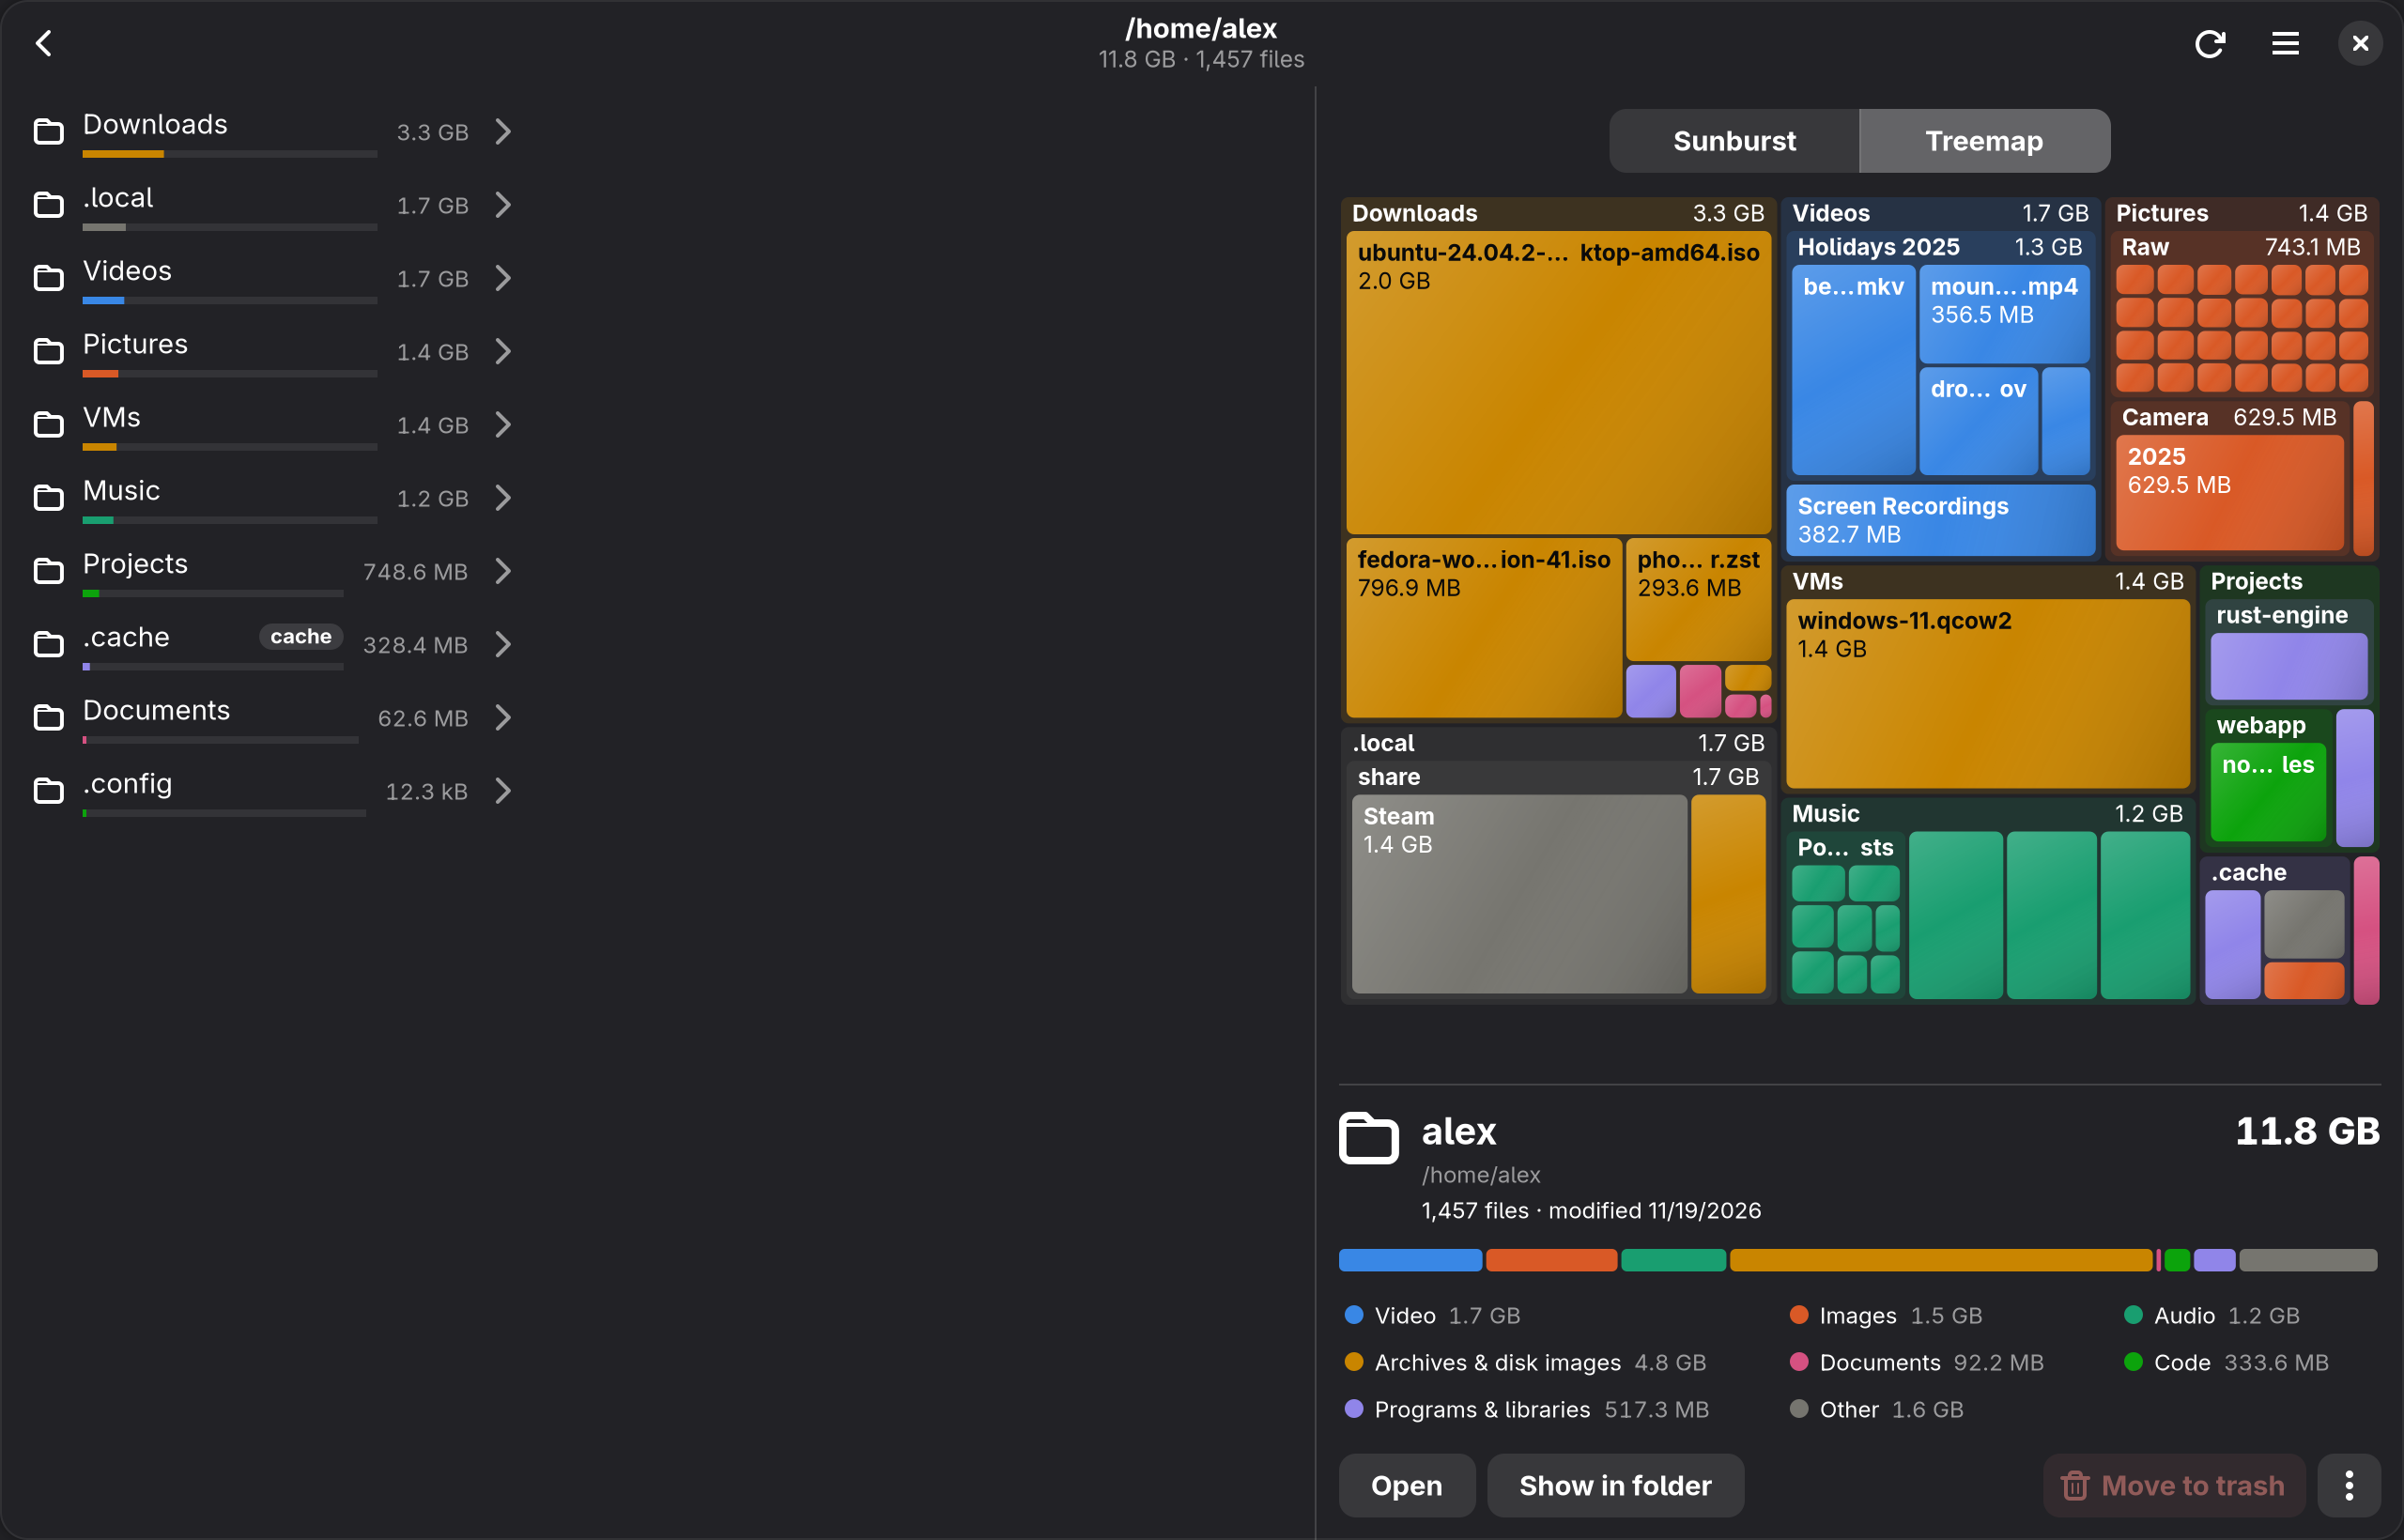 /home/alex
11.8 GB · 1,457 files
Downloads 3.3 GB
.local 1.7 GB
Videos 1.7 GB
Pictures 1.4 GB
VMs 1.4 GB
Music 1.2 GB
Projects 748.6 MB
.cache cache 328.4 MB
Documents 62.6 MB
.config 12.3 kB
Sunburst Treemap
Downloads 3.3 GB
ubuntu-24.04.2-… ktop-amd64.iso
2.0 GB
fedora-wo… ion-41.iso
796.9 MB
pho… r.zst
293.6 MB
.local 1.7 GB
share 1.7 GB
Steam
1.4 GB
Videos 1.7 GB
Holidays 2025 1.3 GB
be… mkv
moun… .mp4
356.5 MB
dro… ov
Screen Recordings
382.7 MB
Pictures 1.4 GB
Raw 743.1 MB
Camera 629.5 MB
2025
629.5 MB
VMs 1.4 GB
windows-11.qcow2
1.4 GB
Music 1.2 GB
Po… sts
Projects
rust-engine
webapp
no… les
.cache
alex 11.8 GB
/home/alex
1,457 files · modified 11/19/2026
Video 1.7 GB Images 1.5 GB Audio 1.2 GB
Archives & disk images 4.8 GB Documents 92.2 MB Code 333.6 MB
Programs & libraries 517.3 MB Other 1.6 GB
Open Show in folder Move to trash